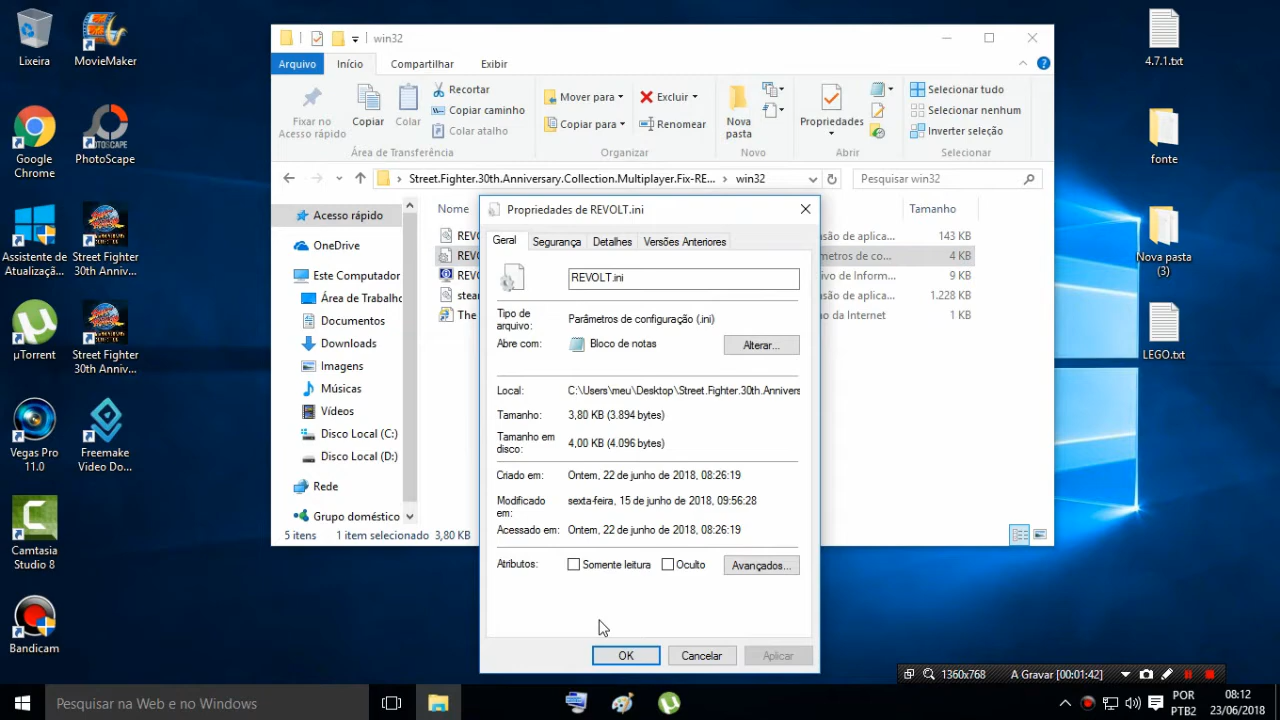 Lixeira
MovieMaker
Google
Chrome
PhotoScape
Assistente de
Atualizaçã...
Street Fighter
30th Anniv...
µTorrent
Street Fighter
30th Anniv...
Vegas Pro
11.0
Freemake
Video Do...
Camtasia
Studio 8
Bandicam
win32
Arquivo
Início
Compartilhar
Exibir
Fixar no
Acesso rápido
Copiar
Colar
Recortar
Copiar caminho
Colar atalho
Área de Transferência
Mover para
Copiar para
Excluir
Renomear
Organizar
Nova
pasta
Novo
Propriedades
Abrir
Selecionar tudo
Selecionar nenhum
Inverter seleção
Selecionar
Street.Fighter.30th.Anniversary.Collection.Multiplayer.Fix-RE...
win32
Pesquisar win32
Acesso rápido
OneDrive
Este Computador
Área de Trabalho
Documentos
Downloads
Imagens
Músicas
Vídeos
Disco Local (C:)
Disco Local (D:)
Rede
Grupo doméstico
Nome
Tamanho
143 KB
4 KB
9 KB
1.228 KB
1 KB
5 itens
1 item selecionado 3,80 KB
Propriedades de REVOLT.ini
Geral
Segurança
Detalhes
Versões Anteriores
REVOLT.ini
Tipo de
arquivo:
Parâmetros de configuração (.ini)
Abre com:
Bloco de notas
Alterar...
Local:
C:\Users\meu\Desktop\Street.Fighter.30th.Annivers
Tamanho:
3,80 KB (3.894 bytes)
Tamanho em
disco:
4,00 KB (4.096 bytes)
Criado em:
Ontem, 22 de junho de 2018, 08:26:19
Modificado
em:
sexta-feira, 15 de junho de 2018, 09:56:28
Acessado em:
Ontem, 22 de junho de 2018, 08:26:19
Atributos:
Somente leitura
Oculto
Avançados...
OK
Cancelar
Aplicar
4.7.1.txt
fonte
Nova pasta
(3)
LEGO.txt
1360x768
A Gravar [00:01:42]
Pesquisar na Web e no Windows
POR
PTB2
08:12
23/06/2018